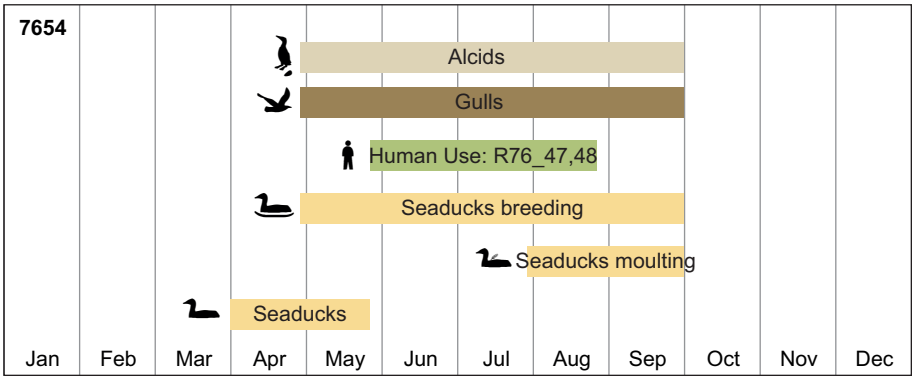 7654
Alcids
Gulls
Human Use: R76_47,48
Seaducks breeding
Seaducks moulting
Seaducks
Jan Feb Mar Apr May Jun Jul Aug Sep Oct Nov Dec